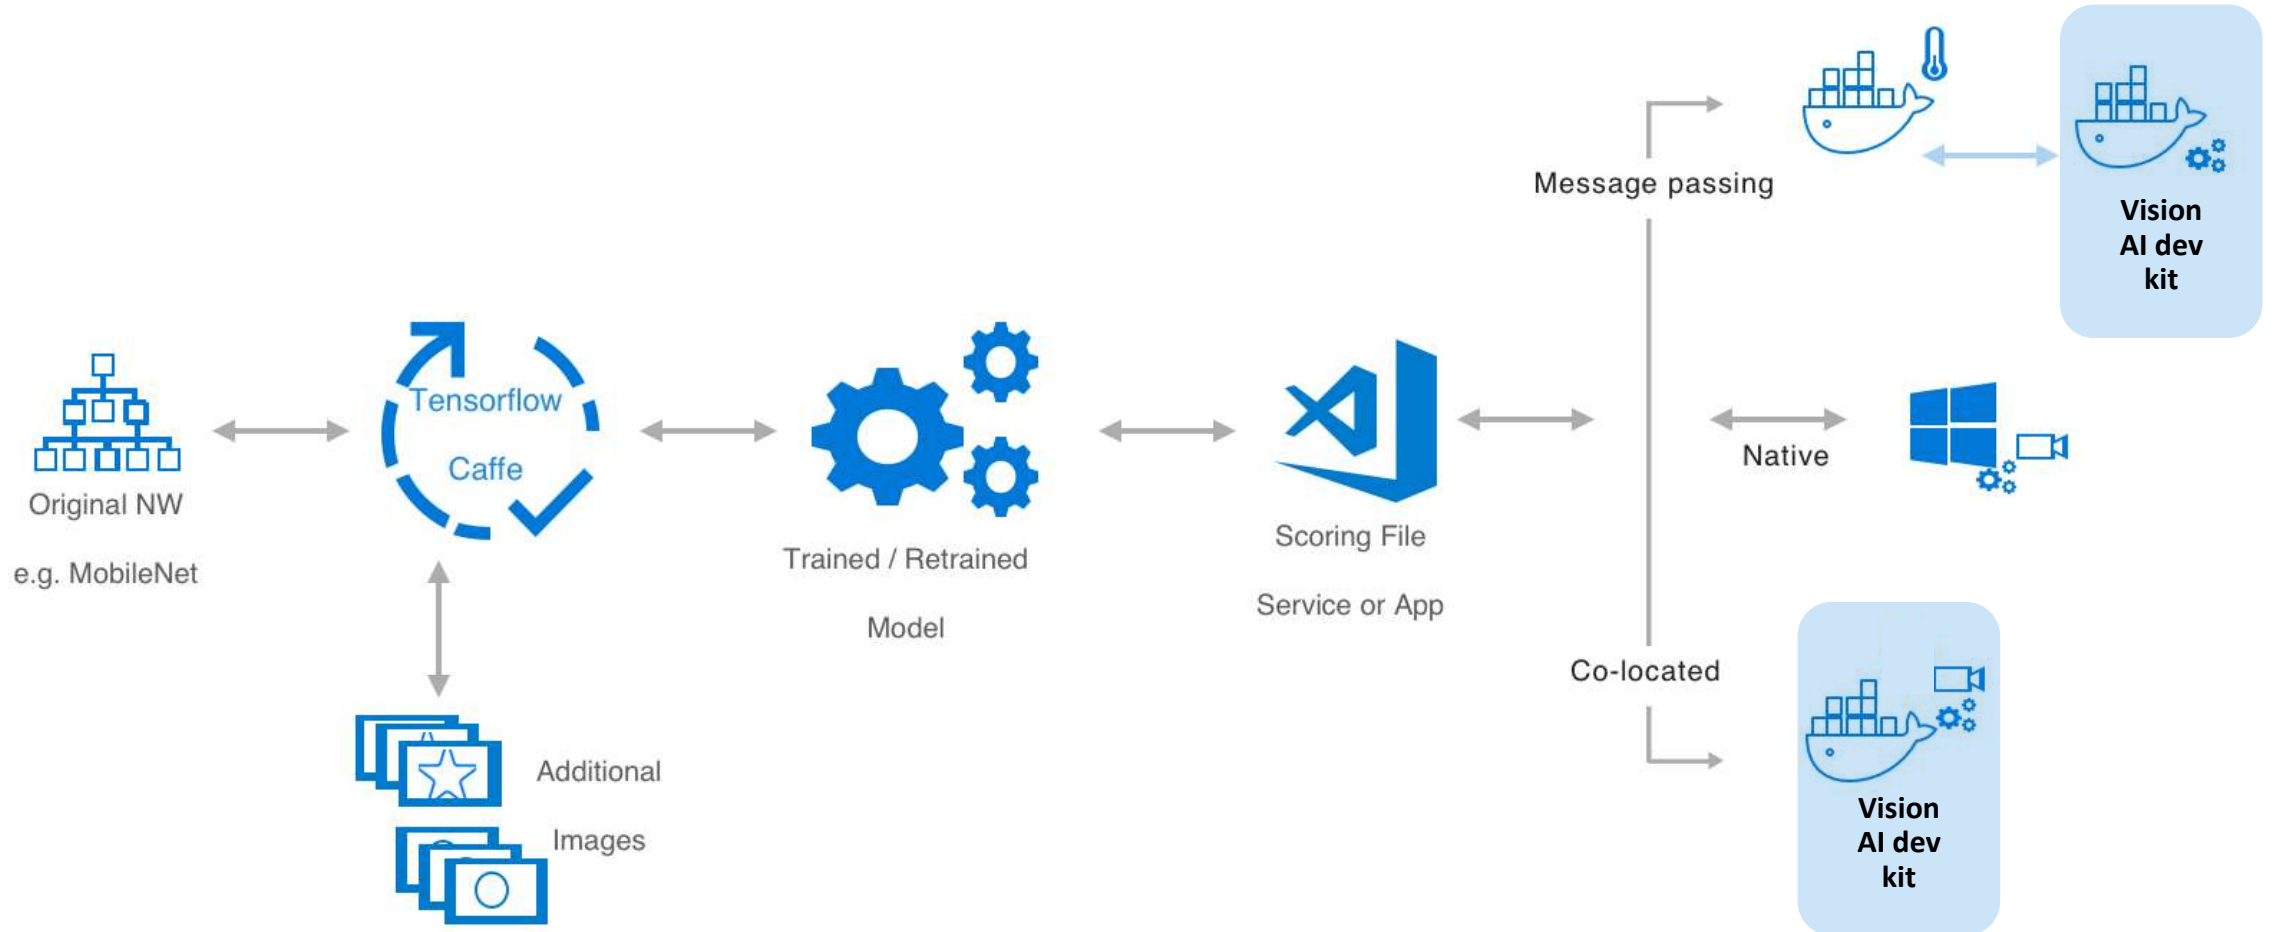 Original NW
e.g. MobileNet
Tensorflow
Caffe
Additional
Images
Trained / Retrained
Model
Scoring File
Service or App
Message passing
Native
Co-located
Vision
AI dev
kit
Vision
AI dev
kit